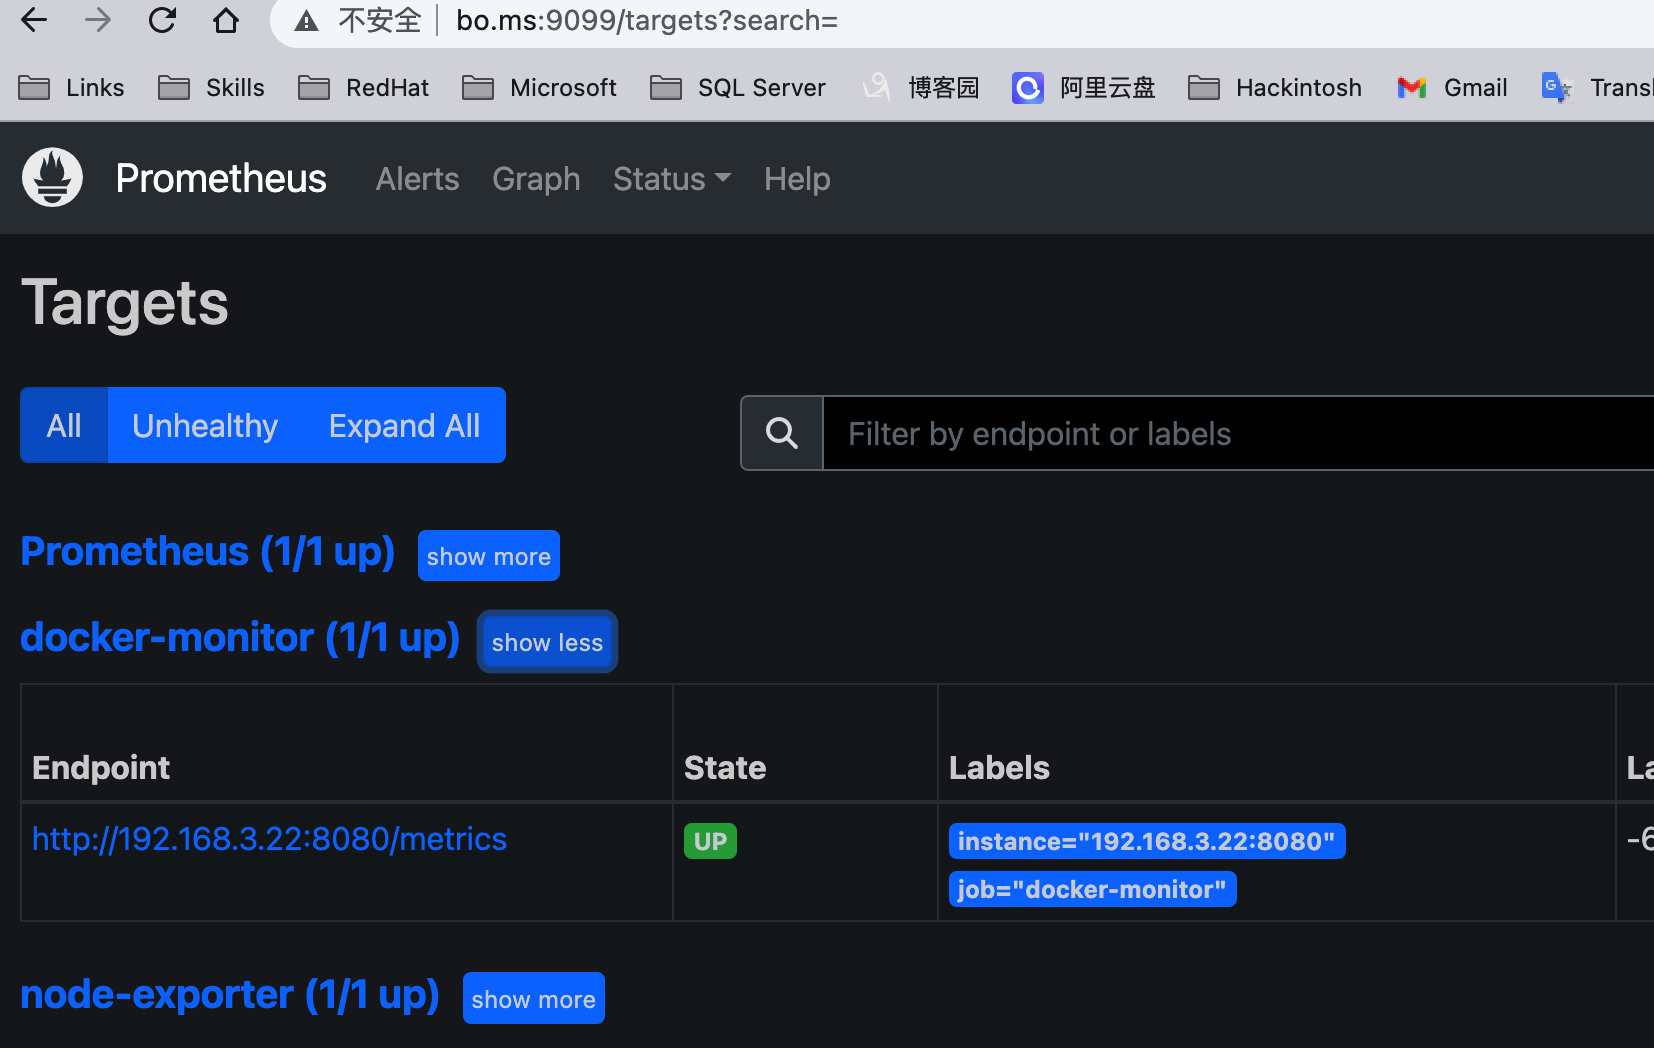 不安全 bo.ms:9099/targets?search=
Links Skills RedHat Microsoft SQL Server 博客园 阿里云盘 Hackintosh Gmail Transl
Prometheus Alerts Graph Status Help
Targets
All Unhealthy Expand All Filter by endpoint or labels
Prometheus (1/1 up) show more
docker-monitor (1/1 up) show less
Endpoint State Labels La
http://192.168.3.22:8080/metrics UP instance="192.168.3.22:8080" -6
job="docker-monitor"
node-exporter (1/1 up) show more